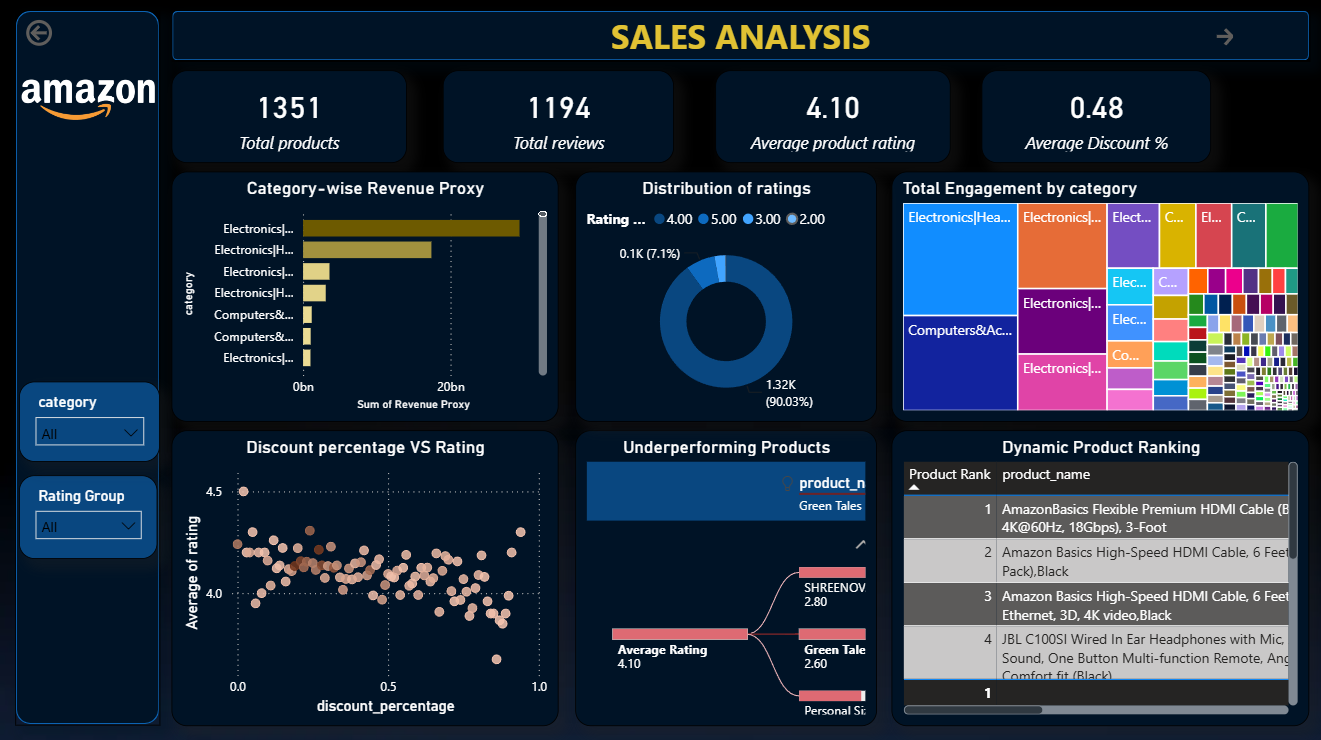 SALES ANALYSIS
amazon
1351
Total products
1194
Total reviews
4.10
Average product rating
0.48
Average Discount %
category
All
Rating Group
All
Category-wise Revenue Proxy
category
Electronics|...
Electronics|H...
Electronics|...
Electronics|H...
Computers&...
Computers&...
Electronics|...
0bn
20bn
Sum of Revenue Proxy
Distribution of ratings
Rating ... 4.00 5.00 3.00 2.00
0.1K (7.1%)
1.32K
(90.03%)
Total Engagement by category
Electronics|Hea...
Electronics|...
Elect...
C...
El...
C...
Elec...
C...
Electronics|...
Elec...
Computers&Ac...
Co...
Electronics|...
Discount percentage VS Rating
Average of rating
4.5
4.0
0.0
0.5
1.0
discount_percentage
Underperforming Products
product_n
Green Tales
SHREENOV
2.80
Average Rating
4.10
Green Tale
2.60
Personal Si
Dynamic Product Ranking
Product Rank product_name
1 AmazonBasics Flexible Premium HDMI Cable (B
4K@60Hz, 18Gbps), 3-Foot
2 Amazon Basics High-Speed HDMI Cable, 6 Feet
Pack),Black
3 Amazon Basics High-Speed HDMI Cable, 6 Feet
Ethernet, 3D, 4K video,Black
4 JBL C100SI Wired In Ear Headphones with Mic,
Sound, One Button Multi-function Remote, Ang
Comfort fit (Black)
1